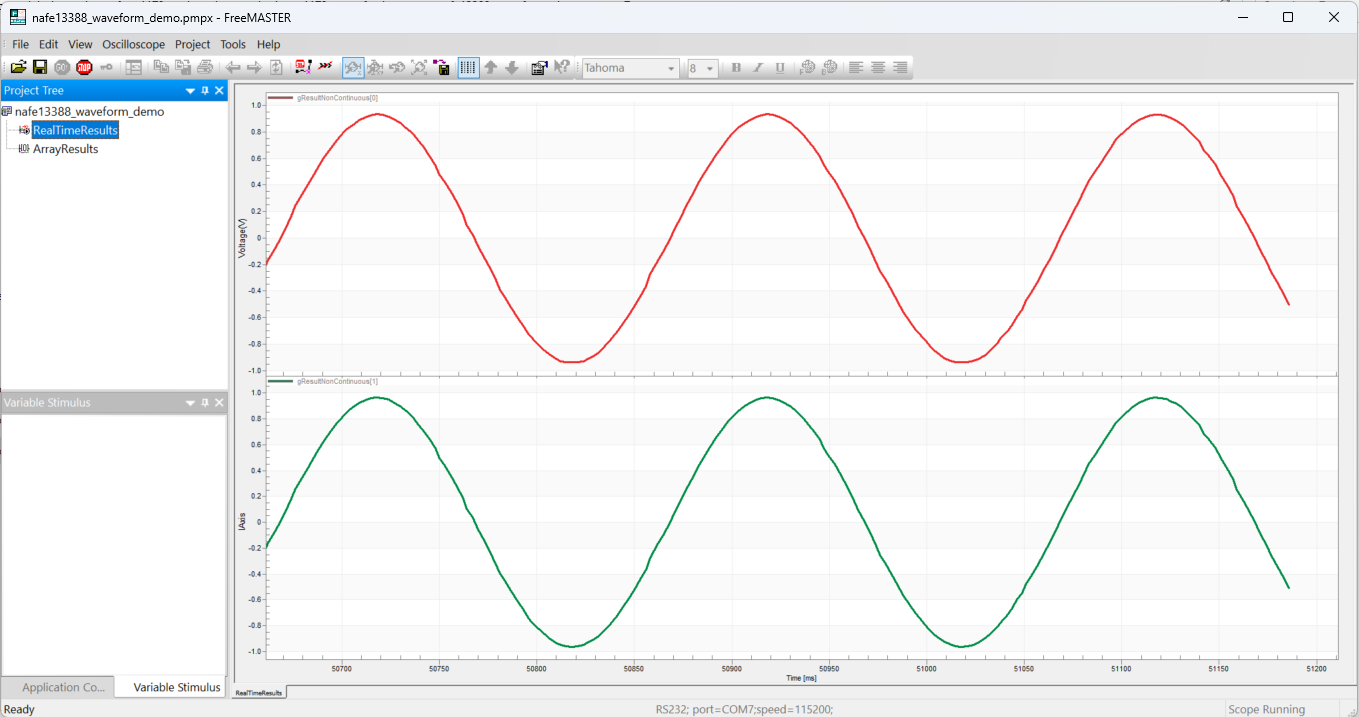 nafe13388_waveform_demo.pmpx - FreeMASTER
File Edit View Oscilloscope Project Tools Help
GO! STOP Tahoma 8 B I U
Project Tree
nafe13388_waveform_demo
RealTimeResults
ArrayResults
Variable Stimulus
Application Co... Variable Stimulus
gResultNonContinuous[0]
1.0
0.8
0.6
0.4
0.2
0
-0.2
-0.4
-0.6
-0.8
-1.0
Voltage(V)
gResultNonContinuous[1]
1.0
0.8
0.6
0.4
0.2
0
-0.2
-0.4
-0.6
-0.8
-1.0
IAxis
50700 50750 50800 50850 50900 50950 51000 51050 51100 51150 51200
Time [ms]
RealTimeResults
Ready RS232; port=COM7;speed=115200; Scope Running